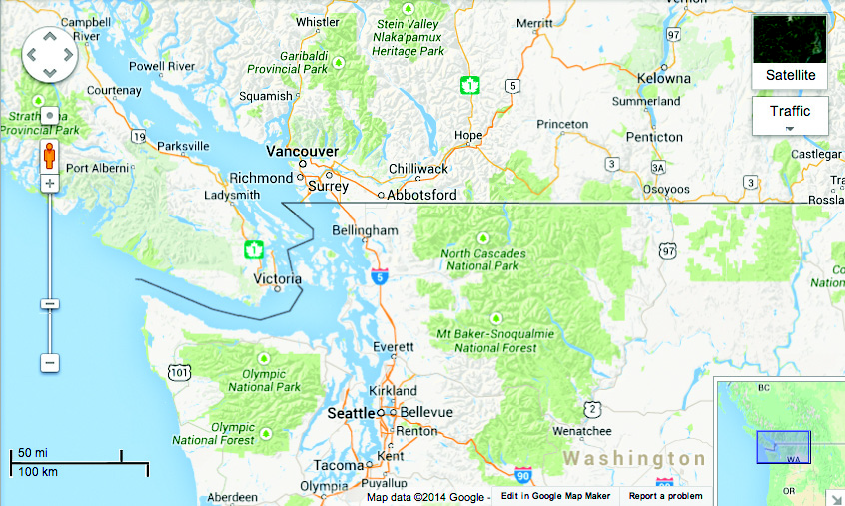 Campbell
River
Whistler
Stein Valley
Nlaka'pamux
Heritage Park
Merritt
Vernon
97
Satellite
Traffic
Powell River
Garibaldi
Provincial Park
Kelowna
Courtenay
Squamish
1
5
Summerland
Strathcona
Provincial Park
19
Parksville
Hope
Princeton
Penticton
Vancouver
Port Alberni
Chilliwack
3
3A
Castlegar
Richmond
Surrey
Abbotsford
Osoyoos
3
Ladysmith
Rossla
Bellingham
1
North Cascades
National Park
97
Victoria
5
Mt Baker-Snoqualmie
National Forest
Everett
101
Olympic
National Park
Kirkland
Seattle
Bellevue
2
Olympic
National Forest
Renton
Wenatchee
50 mi
100 km
Kent
Tacoma
Washington
90
Puyallup
Olympia
Aberdeen
Map data ©2014 Google -
Edit in Google Map Maker
Report a problem
BC
WA
OR